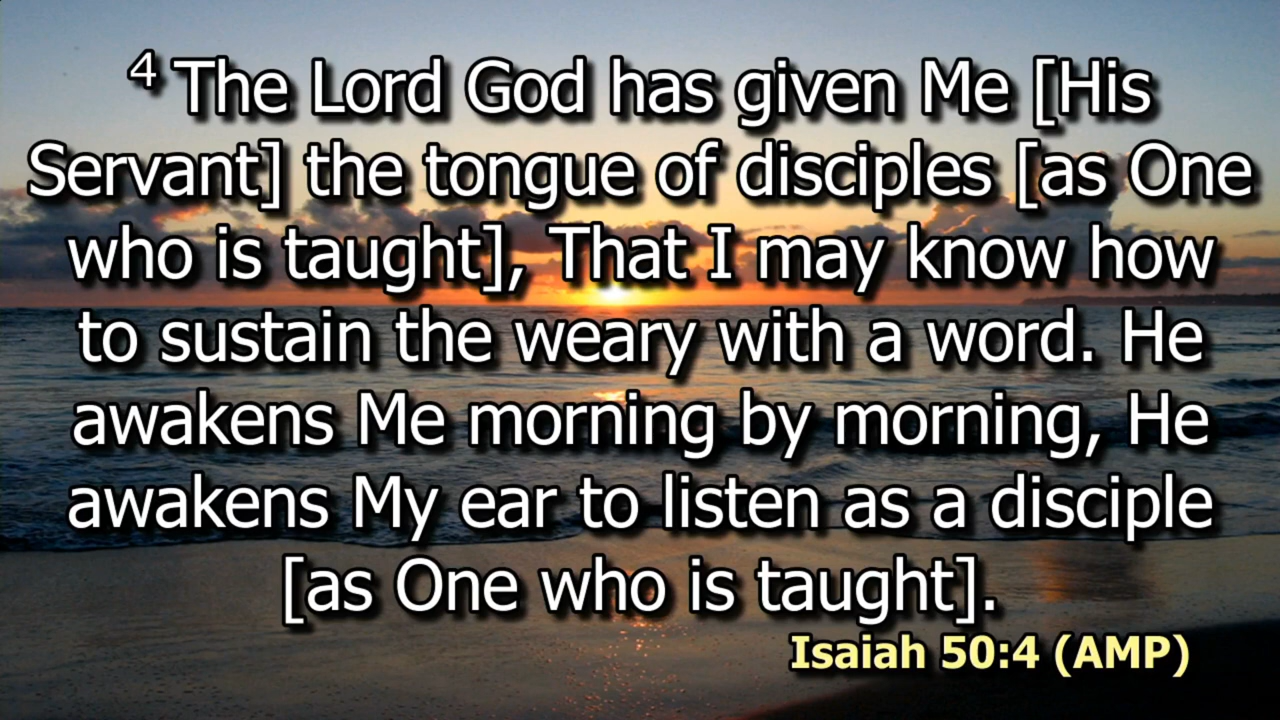 4 The Lord God has given Me [His
Servant] the tongue of disciples [as One
who is taught], That I may know how
to sustain the weary with a word. He
awakens Me morning by morning, He
awakens My ear to listen as a disciple
[as One who is taught].
Isaiah 50:4 (AMP)